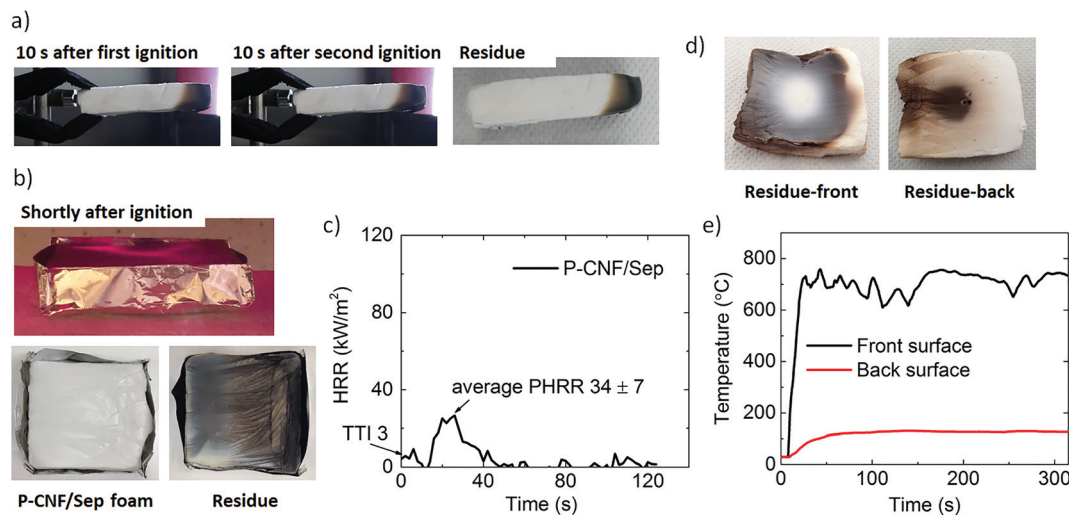 a)
10 s after first ignition
10 s after second ignition
Residue
b)
Shortly after ignition
P-CNF/Sep foam
Residue
c)
120
80
40
0
HRR (kW/m²)
P-CNF/Sep
average PHRR 34 ± 7
TTI 3
0 40 80 120
Time (s)
d)
Residue-front
Residue-back
e)
800
600
400
200
0
Temperature (°C)
Front surface
Back surface
0 100 200 300
Time (s)